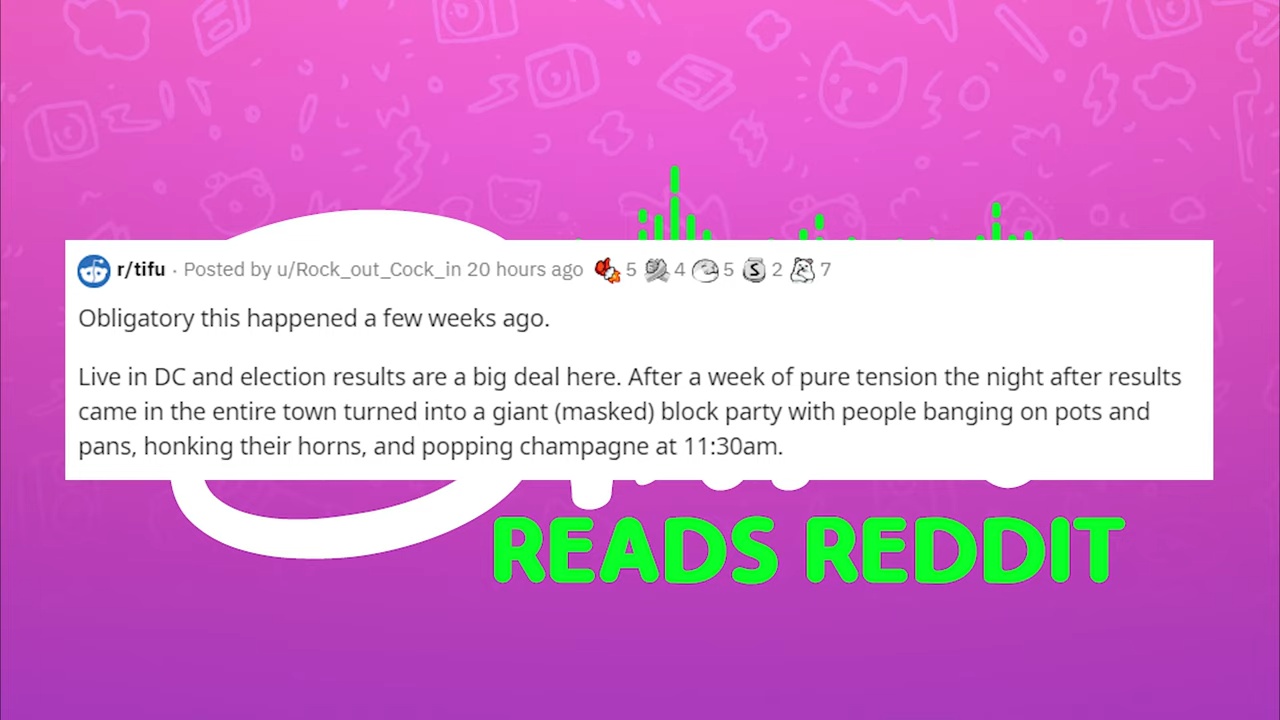 r/tifu · Posted by u/Rock_out_Cock_in 20 hours ago 5 4 5 S 2 7
Obligatory this happened a few weeks ago.
Live in DC and election results are a big deal here. After a week of pure tension the night after results
came in the entire town turned into a giant (masked) block party with people banging on pots and
pans, honking their horns, and popping champagne at 11:30am.
READS REDDIT